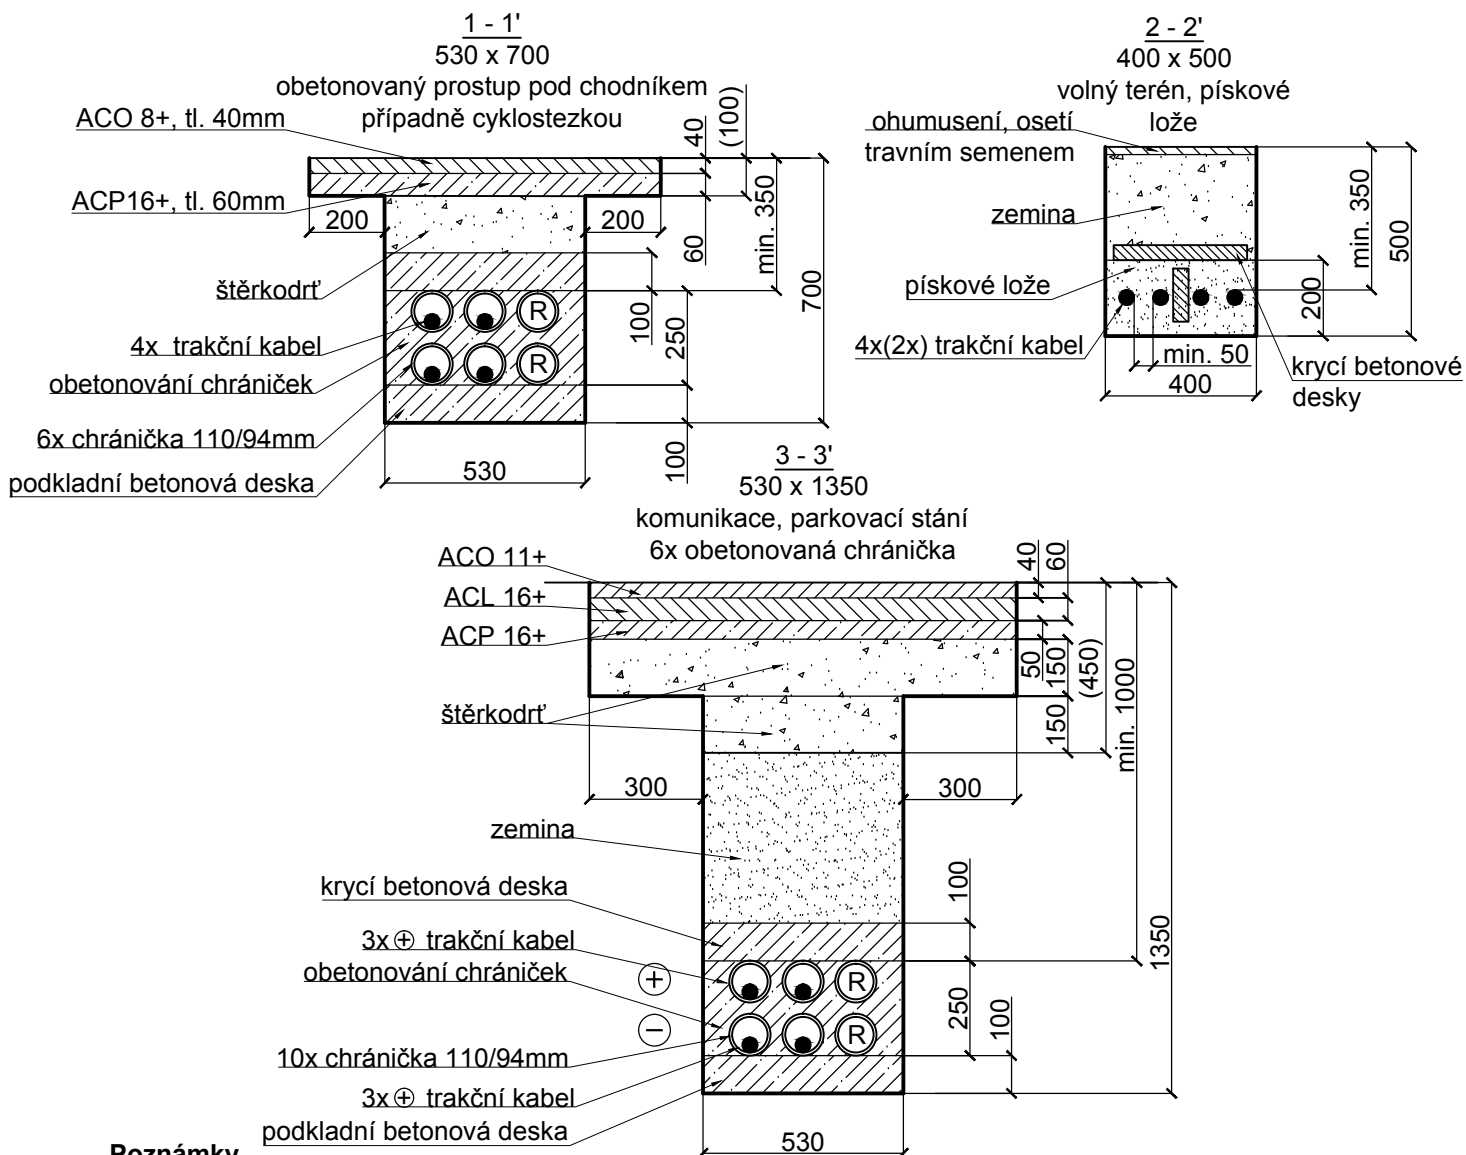 1 - 1'
530 x 700
obetonovaný prostup pod chodníkem
případně cyklostezkou
ACO 8+, tl. 40mm
ACP16+, tl. 60mm
200
200
40
(100)
60
min. 350
700
štěrkodrť
100
250
100
R
R
4x trakční kabel
obetonování chrániček
6x chránička 110/94mm
podkladní betonová deska
530
2 - 2'
400 x 500
volný terén, pískové
lože
ohumusení, osetí
travním semenem
zemina
pískové lože
4x(2x) trakční kabel
min. 50
400
200
min. 350
500
krycí betonové
desky
3 - 3'
530 x 1350
komunikace, parkovací stání
6x obetonovaná chránička
ACO 11+
ACL 16+
ACP 16+
40
60
50
150
(450)
150
min. 1000
1350
štěrkodrť
300
300
zemina
krycí betonová deska
100
3x ⊕ trakční kabel
obetonování chrániček
+
−
R
R
250
100
10x chránička 110/94mm
3x ⊕ trakční kabel
podkladní betonová deska
530
Poznámky